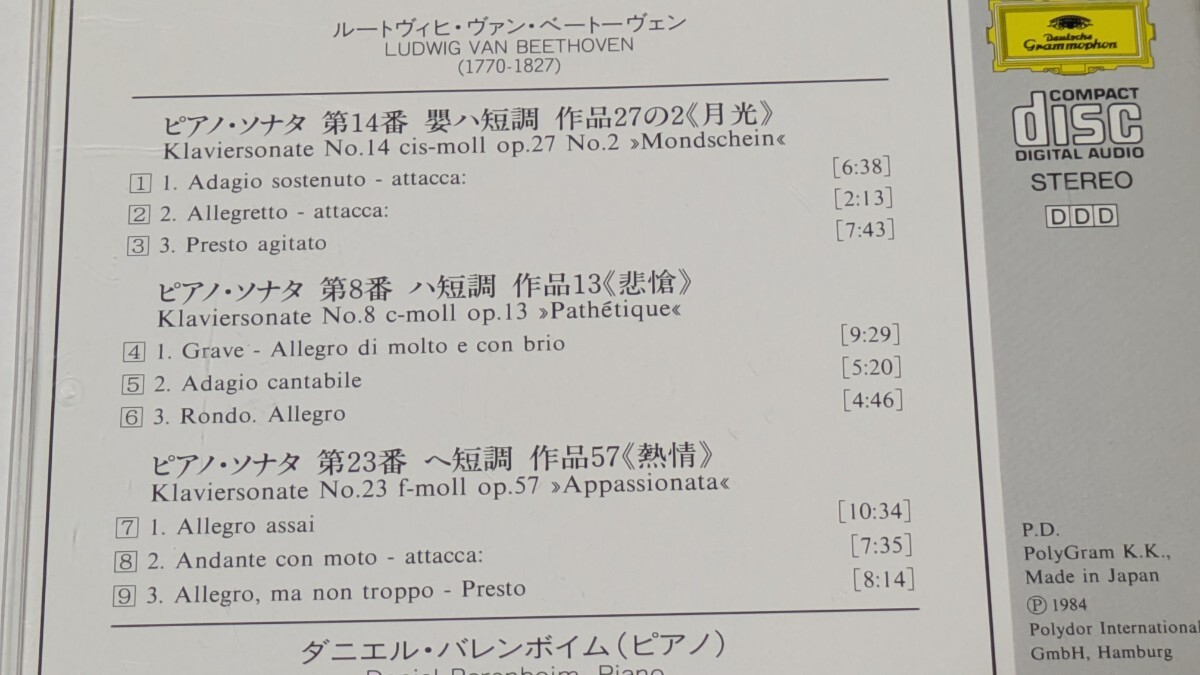 ルートヴィヒ・ヴァン・ベートーヴェン
LUDWIG VAN BEETHOVEN
(1770-1827)
ピアノ・ソナタ 第14番 嬰ハ短調 作品27の2《月光》
Klaviersonate No.14 cis-moll op.27 No.2 »Mondschein«
1 1. Adagio sostenuto - attacca: [6:38]
2 2. Allegretto - attacca: [2:13]
3 3. Presto agitato [7:43]
ピアノ・ソナタ 第8番 ハ短調 作品13《悲愴》
Klaviersonate No.8 c-moll op.13 »Pathétique«
4 1. Grave - Allegro di molto e con brio [9:29]
5 2. Adagio cantabile [5:20]
6 3. Rondo. Allegro [4:46]
ピアノ・ソナタ 第23番 ヘ短調 作品57《熱情》
Klaviersonate No.23 f-moll op.57 »Appassionata«
7 1. Allegro assai [10:34]
8 2. Andante con moto - attacca: [7:35]
9 3. Allegro, ma non troppo - Presto [8:14]
ダニエル・バレンボイム(ピアノ)
Daniel Barenboim, Piano
Deutsche
Grammophon
COMPACT
disc
DIGITAL AUDIO
STEREO
DDD
P.D.
PolyGram K.K.,
Made in Japan
℗ 1984
Polydor International
GmbH, Hamburg